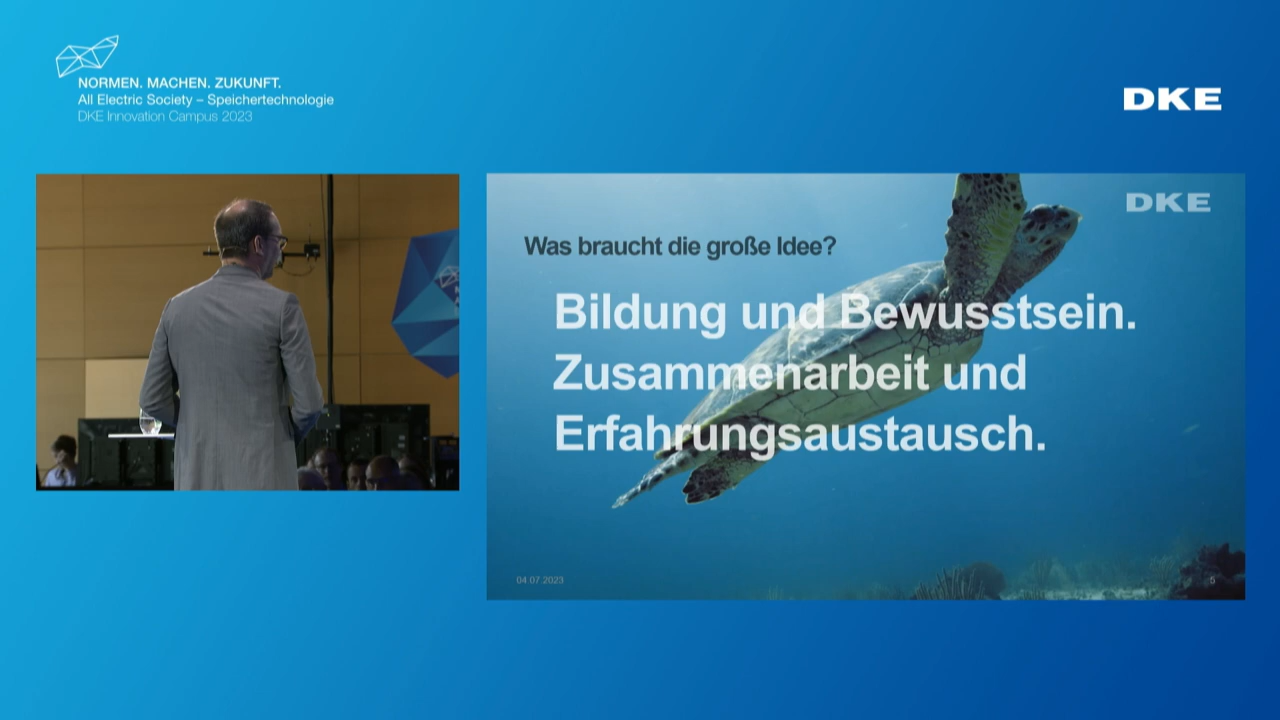 NORMEN. MACHEN. ZUKUNFT.
All Electric Society – Speichertechnologie
DKE Innovation Campus 2023
DKE
DKE
Was braucht die große Idee?
Bildung und Bewusstsein.
Zusammenarbeit und
Erfahrungsaustausch.
04.07.2023
5